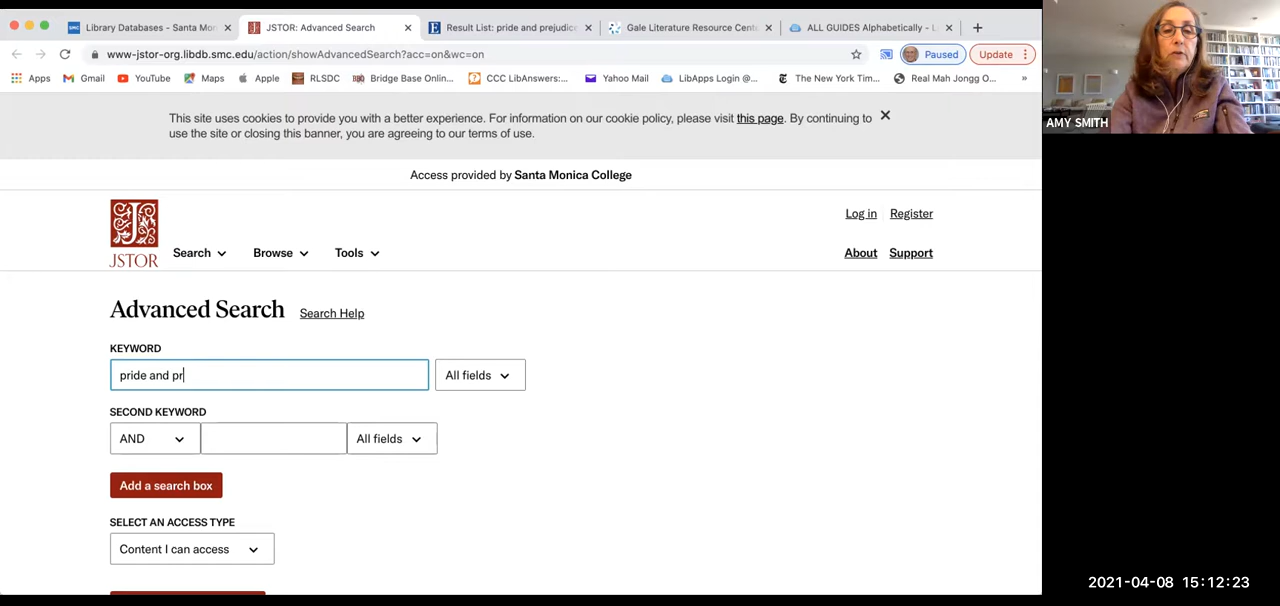 Library Databases - Santa Mon
JSTOR: Advanced Search
Result List: pride and prejudic
Gale Literature Resource Cent
ALL GUIDES Alphabetically - L
www-jstor-org.libdb.smc.edu/action/showAdvancedSearch?acc=on&wc=on
Paused
Update
Apps
Gmail
YouTube
Maps
Apple
RLSDC
Bridge Base Onlin...
CCC LibAnswers:...
Yahoo Mail
LibApps Login @...
The New York Tim...
Real Mah Jongg O...
»
AMY SMITH
This site uses cookies to provide you with a better experience. For information on our cookie policy, please visit this page. By continuing to
use the site or closing this banner, you are agreeing to our terms of use.
Access provided by Santa Monica College
JSTOR
Log in
Register
Search
Browse
Tools
About
Support
Advanced Search
Search Help
KEYWORD
pride and pr
All fields
SECOND KEYWORD
AND
All fields
Add a search box
SELECT AN ACCESS TYPE
Content I can access
2021-04-08 15:12:23